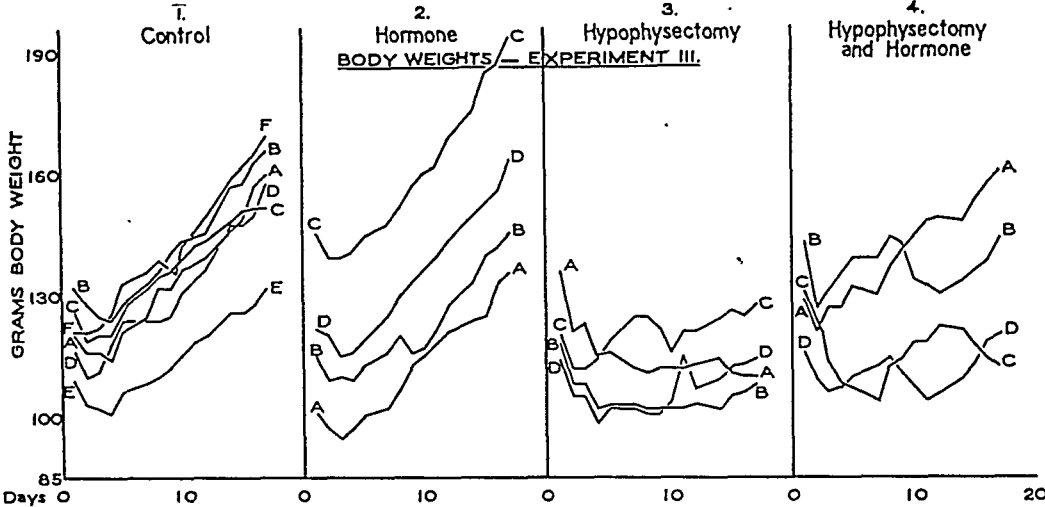 1.
Control
2.
Hormone
3.
Hypophysectomy
4.
Hypophysectomy
and Hormone
BODY WEIGHTS — EXPERIMENT III.
GRAMS BODY WEIGHT
190
160
130
100
85
B
C
F
A
D
E
F
B
A
D
C
E
C
D
B
A
C
D
B
A
A
C
B
D
C
D
A
B
B
C
A
D
A
B
D
C
Days 0 10 0 10 0 10 0 10 20